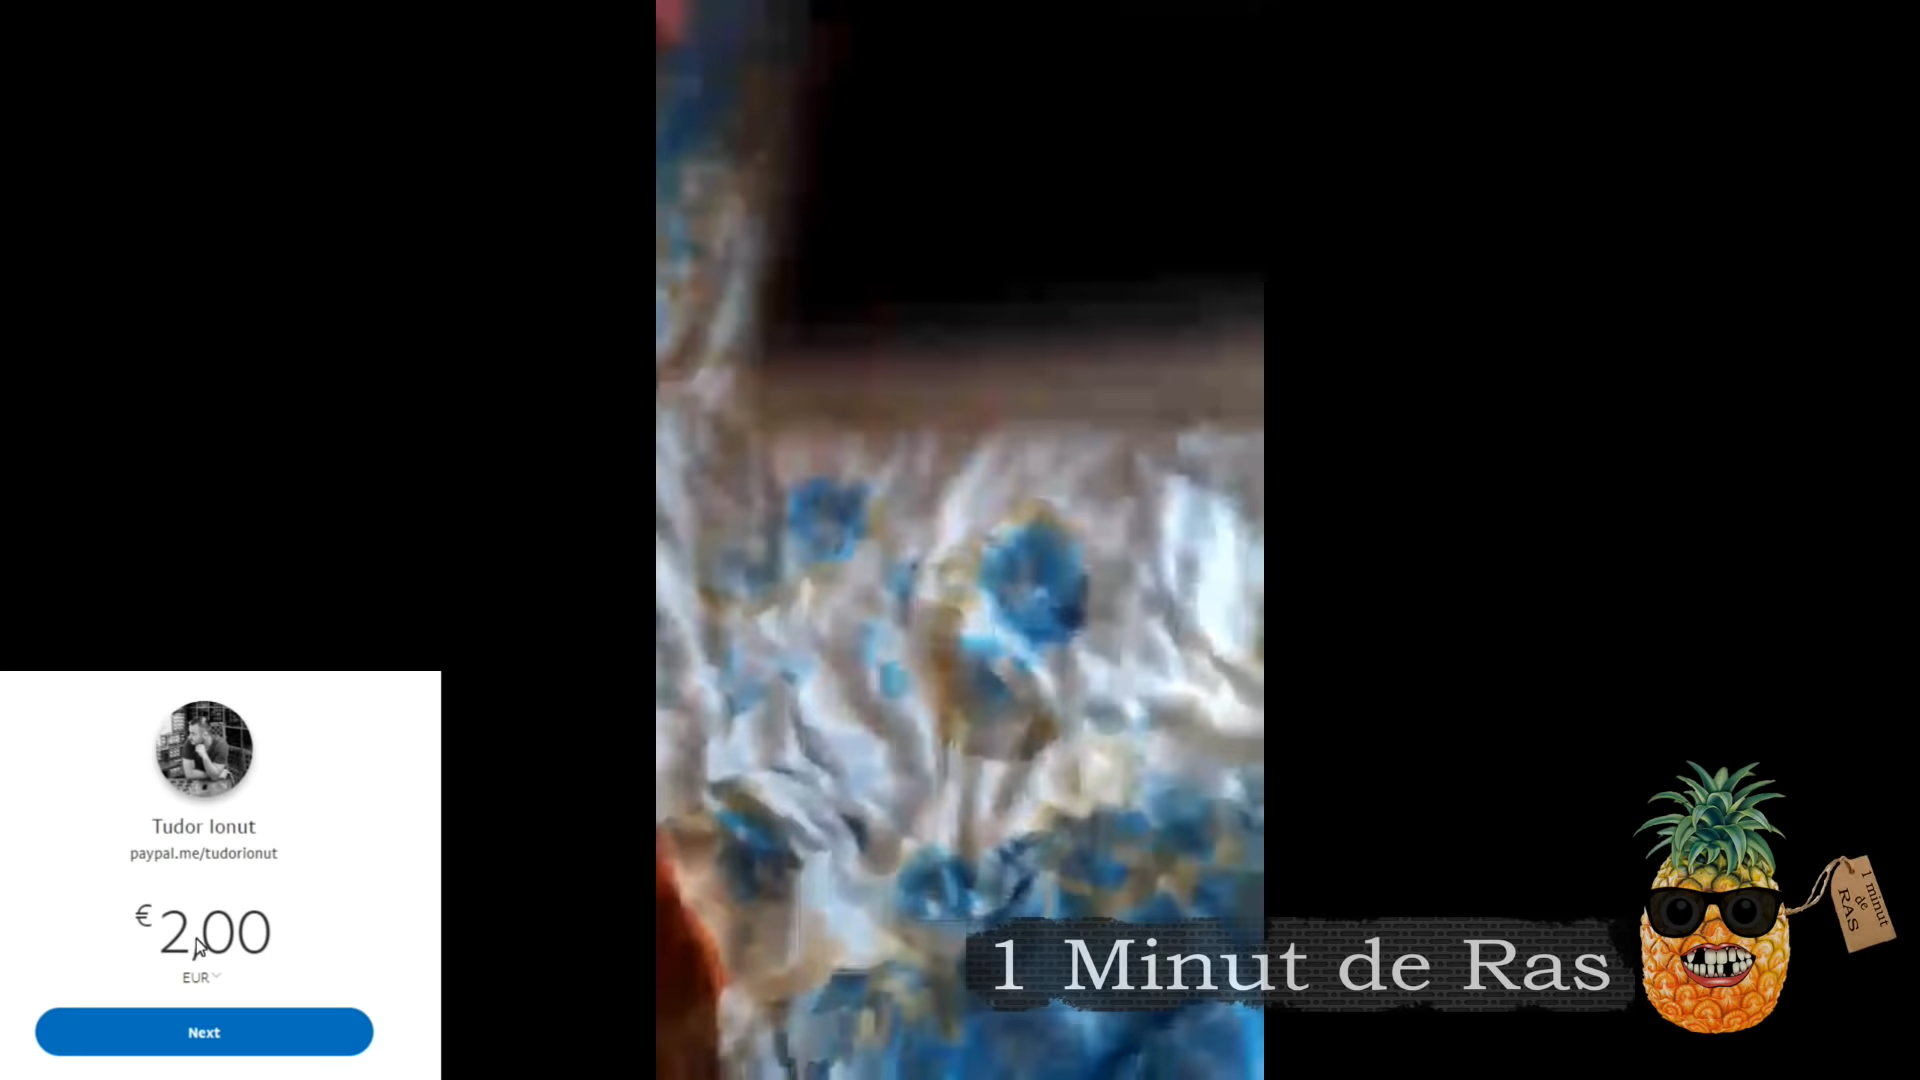 Tudor Ionut
paypal.me/tudorionut
€ 2,00
EUR
Next
1 Minut de Ras
1 minut
de
RAS